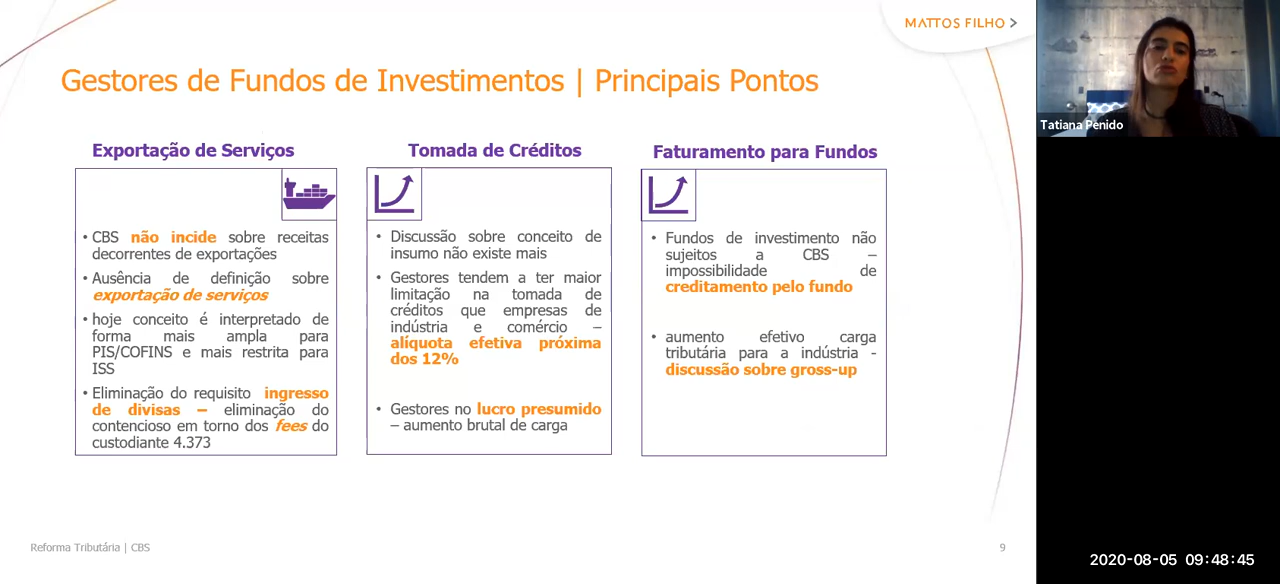 MATTOS FILHO >
Gestores de Fundos de Investimentos | Principais Pontos
Exportação de Serviços
• CBS não incide sobre receitas
decorrentes de exportações
• Ausência de definição sobre
exportação de serviços
• hoje conceito é interpretado de
forma mais ampla para
PIS/COFINS e mais restrita para
ISS
• Eliminação do requisito ingresso
de divisas – eliminação do
contencioso em torno dos fees do
custodiante 4.373
Tomada de Créditos
• Discussão sobre conceito de
insumo não existe mais
• Gestores tendem a ter maior
limitação na tomada de
créditos que empresas de
indústria e comércio –
alíquota efetiva próxima
dos 12%
• Gestores no lucro presumido
– aumento brutal de carga
Faturamento para Fundos
• Fundos de investimento não
sujeitos a CBS –
impossibilidade de
creditamento pelo fundo
• aumento efetivo carga
tributária para a indústria -
discussão sobre gross-up
Reforma Tributária | CBS
9
Tatiana Penido
2020-08-05 09:48:45